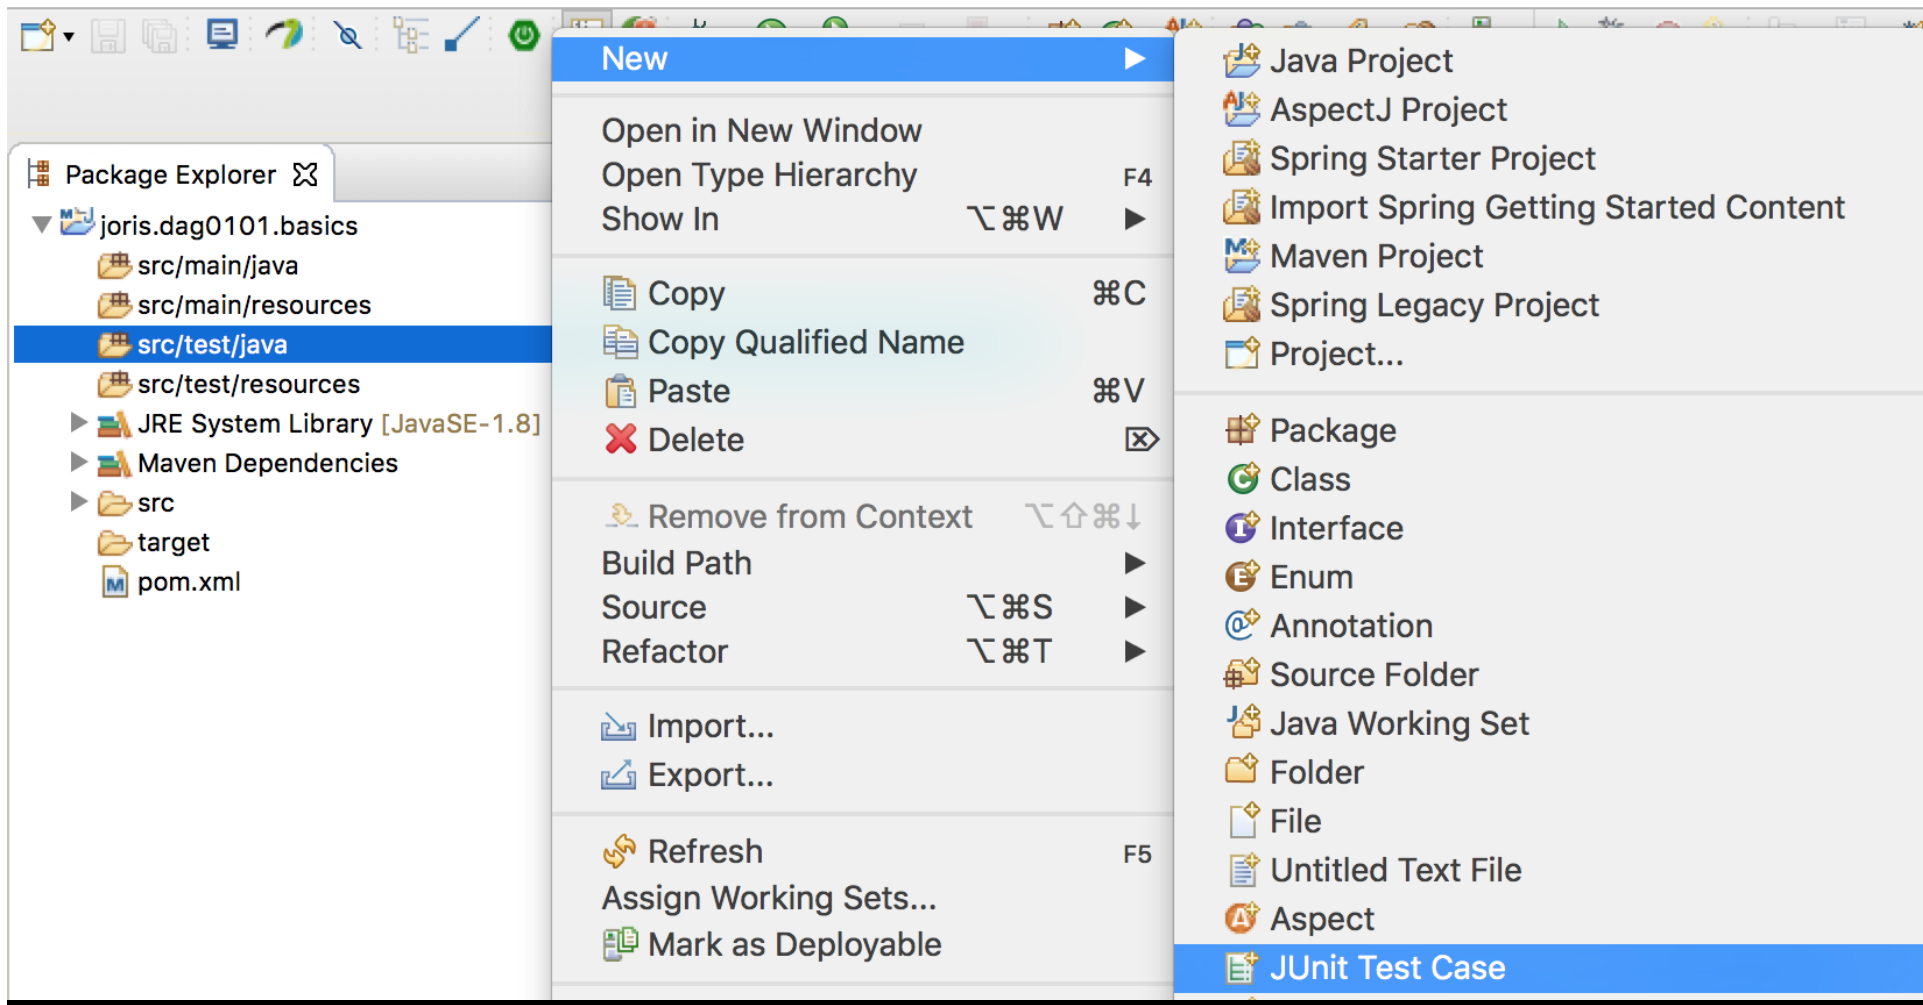 Package Explorer
joris.dag0101.basics
src/main/java
src/main/resources
src/test/java
src/test/resources
JRE System Library [JavaSE-1.8]
Maven Dependencies
src
target
pom.xml
New
Open in New Window
Open Type Hierarchy F4
Show In ⌥⌘W
Copy ⌘C
Copy Qualified Name
Paste ⌘V
Delete ⌦
Remove from Context ⌥⇧⌘↓
Build Path
Source ⌥⌘S
Refactor ⌥⌘T
Import...
Export...
Refresh F5
Assign Working Sets...
Mark as Deployable
Java Project
AspectJ Project
Spring Starter Project
Import Spring Getting Started Content
Maven Project
Spring Legacy Project
Project...
Package
Class
Interface
Enum
Annotation
Source Folder
Java Working Set
Folder
File
Untitled Text File
Aspect
JUnit Test Case